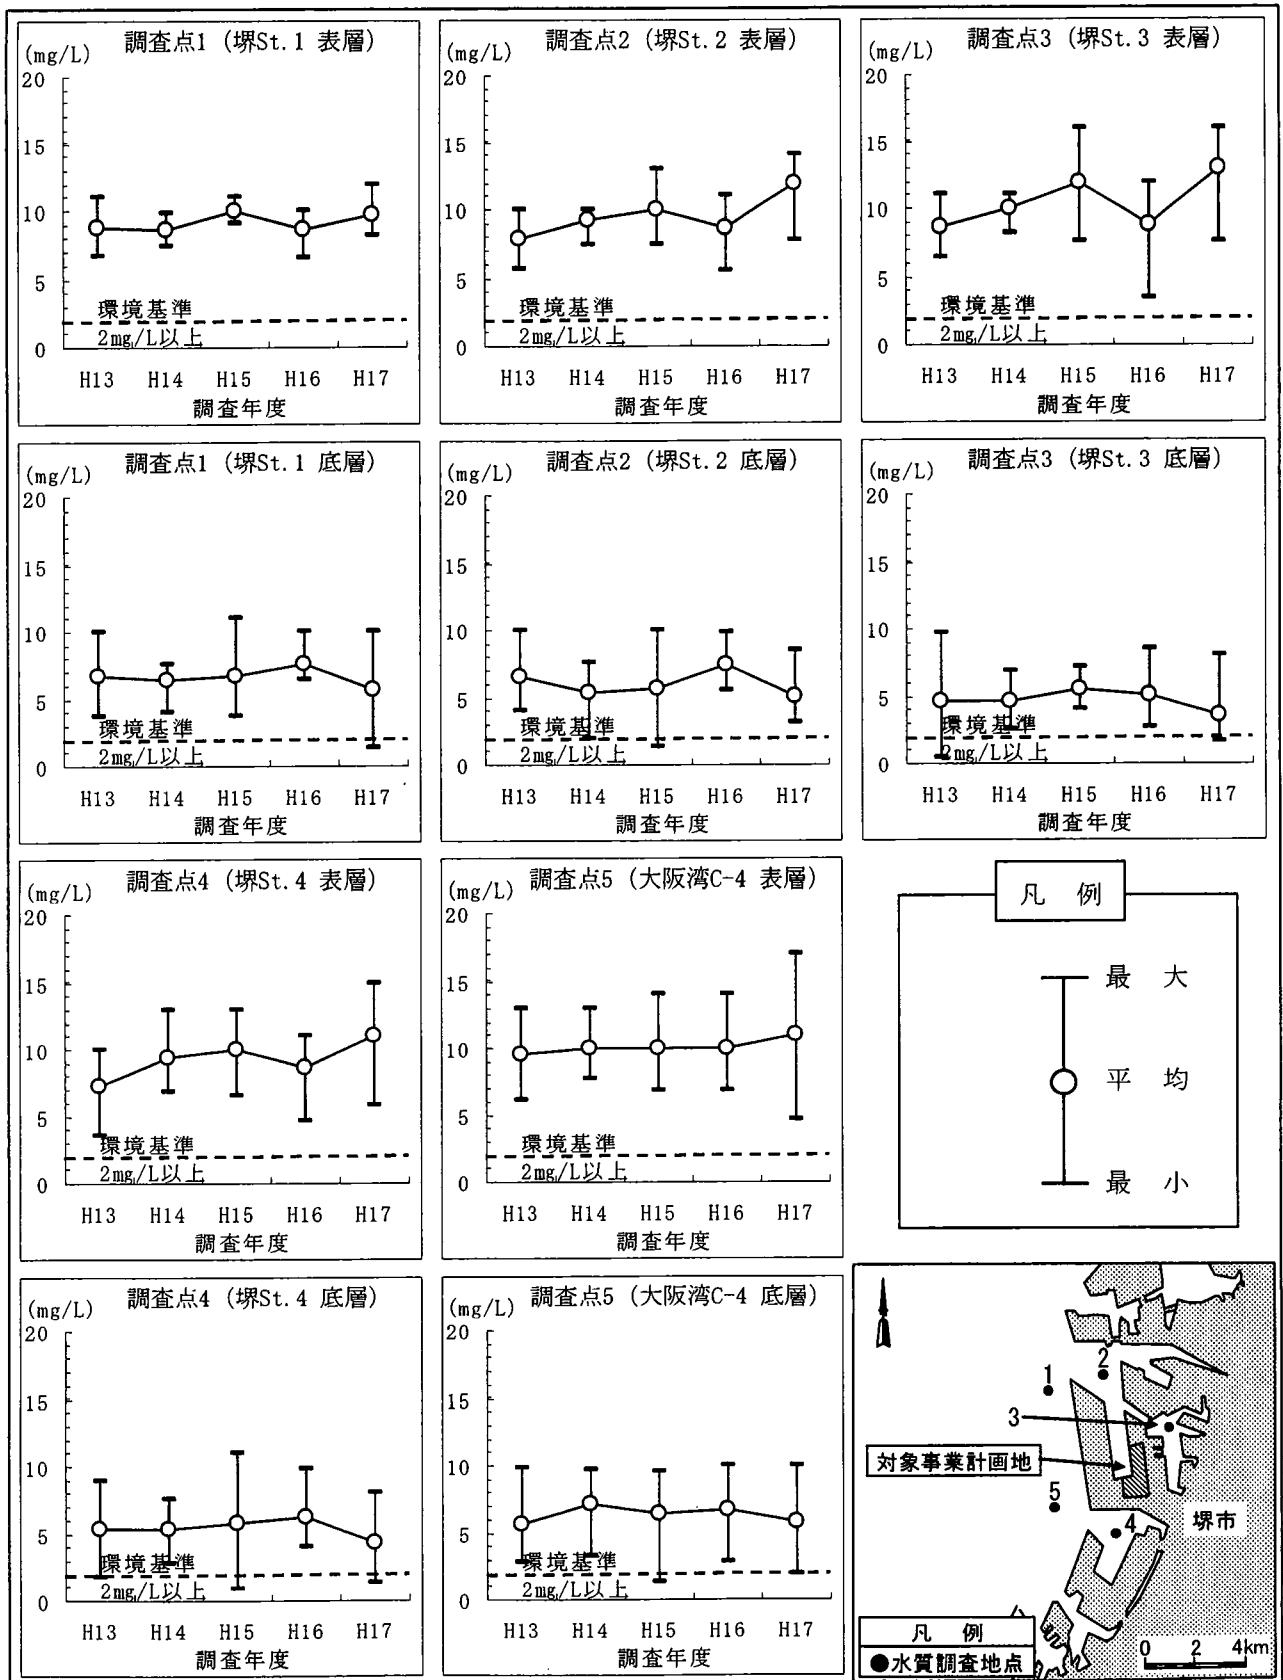 調査点1 (堺St.1 表層)
(mg/L)
20
15
10
5
0
環境基準
2mg/L以上
H13 H14 H15 H16 H17
調査年度
調査点2 (堺St.2 表層)
(mg/L)
20
15
10
5
0
環境基準
2mg/L以上
H13 H14 H15 H16 H17
調査年度
調査点3 (堺St.3 表層)
(mg/L)
20
15
10
5
0
環境基準
2mg/L以上
H13 H14 H15 H16 H17
調査年度
調査点1 (堺St.1 底層)
(mg/L)
20
15
10
5
0
環境基準
2mg/L以上
H13 H14 H15 H16 H17
調査年度
調査点2 (堺St.2 底層)
(mg/L)
20
15
10
5
0
環境基準
2mg/L以上
H13 H14 H15 H16 H17
調査年度
調査点3 (堺St.3 底層)
(mg/L)
20
15
10
5
0
環境基準
2mg/L以上
H13 H14 H15 H16 H17
調査年度
調査点4 (堺St.4 表層)
(mg/L)
20
15
10
5
0
環境基準
2mg/L以上
H13 H14 H15 H16 H17
調査年度
調査点5 (大阪湾C-4 表層)
(mg/L)
20
15
10
5
0
環境基準
2mg/L以上
H13 H14 H15 H16 H17
調査年度
凡 例
最 大
平 均
最 小
調査点4 (堺St.4 底層)
(mg/L)
20
15
10
5
0
環境基準
2mg/L以上
H13 H14 H15 H16 H17
調査年度
調査点5 (大阪湾C-4 底層)
(mg/L)
20
15
10
5
0
環境基準
2mg/L以上
H13 H14 H15 H16 H17
調査年度
1
2
3
対象事業計画地
5
4
堺市
凡 例
●水質調査地点
0 2 4km